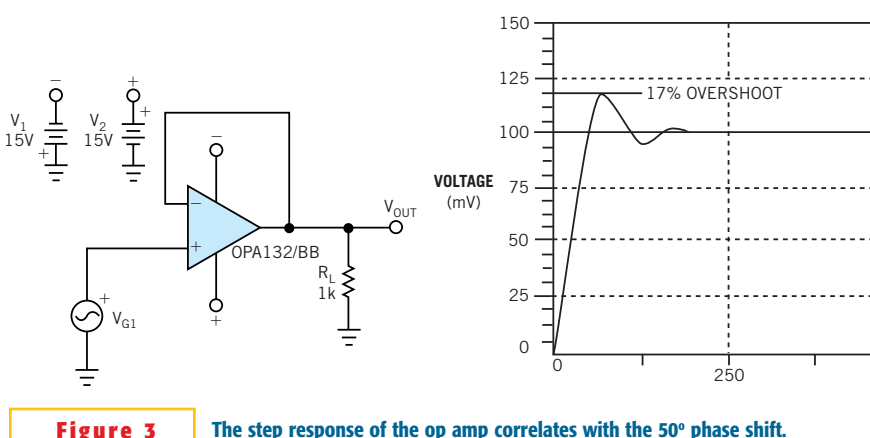 −
+
V1
15V
+
V2
15V
+
−
−
+
+
OPA132/BB
VOUT
RL
1k
+
VG1
150
125
100
75
50
25
0
VOLTAGE
(mV)
17% OVERSHOOT
0
250
Figure 3
The step response of the op amp correlates with the 50º phase shift.